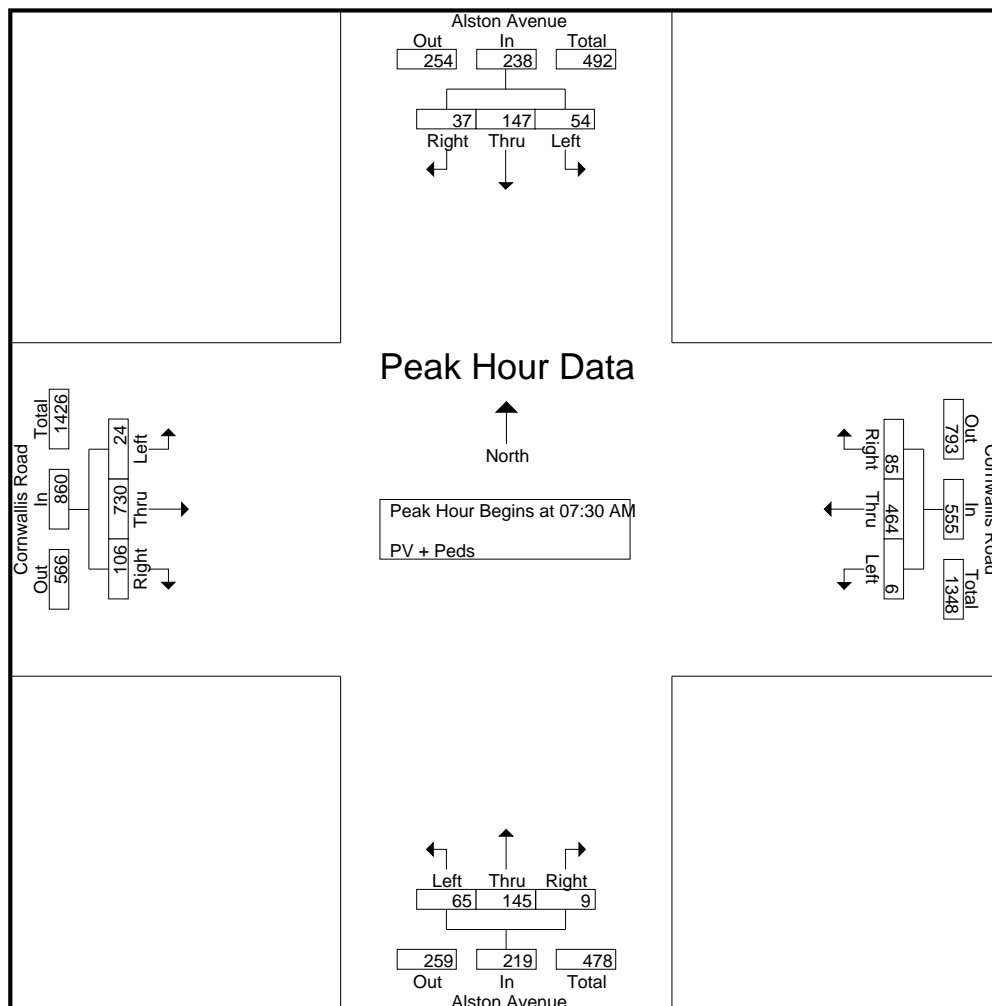 Alston Avenue
Out In Total
254 238 492
37 147 54
Right Thru Left
Peak Hour Data
North
Peak Hour Begins at 07:30 AM
PV + Peds
Cornwallis Road
Out In Total
566 860 1426
106 730 24
Right Thru Left
Cornwallis Road
Out In Total
793 555 1348
85 464 6
Right Thru Left
Left Thru Right
65 145 9
259 219 478
Out In Total
Alston Avenue